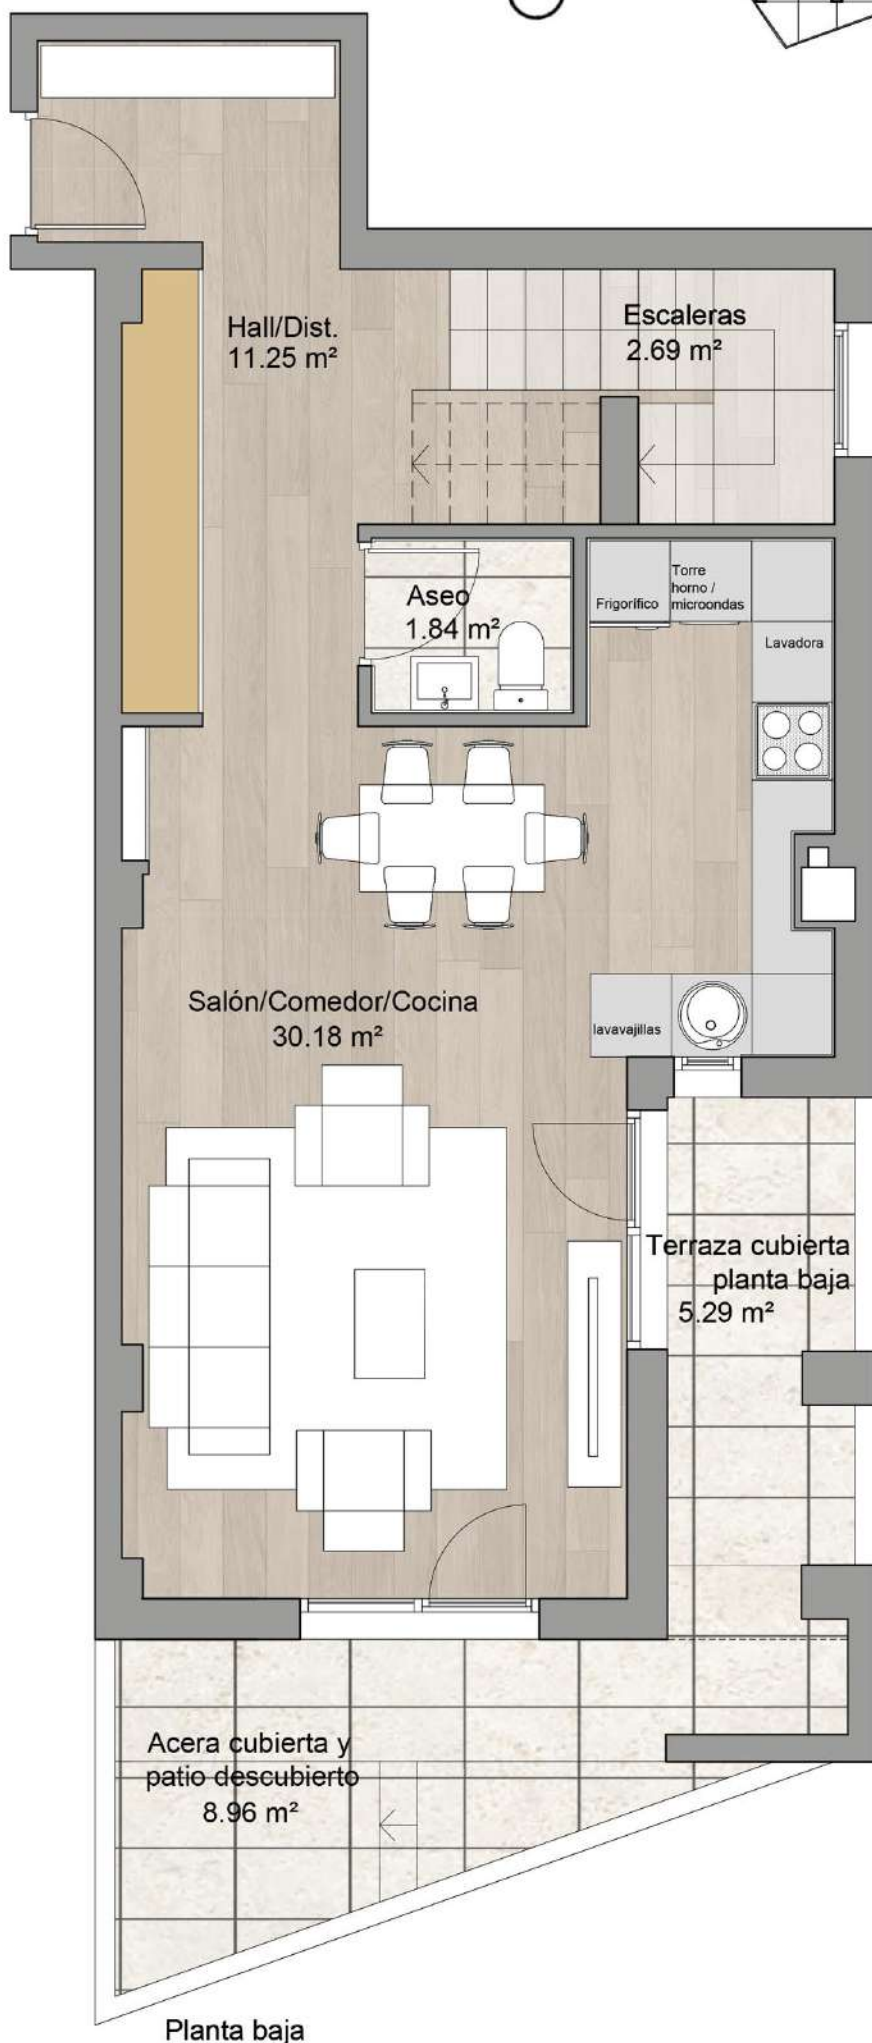 Hall/Dist.
11.25 m²
Escaleras
2.69 m²
Aseo
1.84 m²
Frigorífico
Torre
horno /
microondas
Lavadora
Salón/Comedor/Cocina
30.18 m²
lavavajillas
Terraza cubierta
planta baja
5.29 m²
Acera cubierta y
patio descubierto
8.96 m²
Planta baja